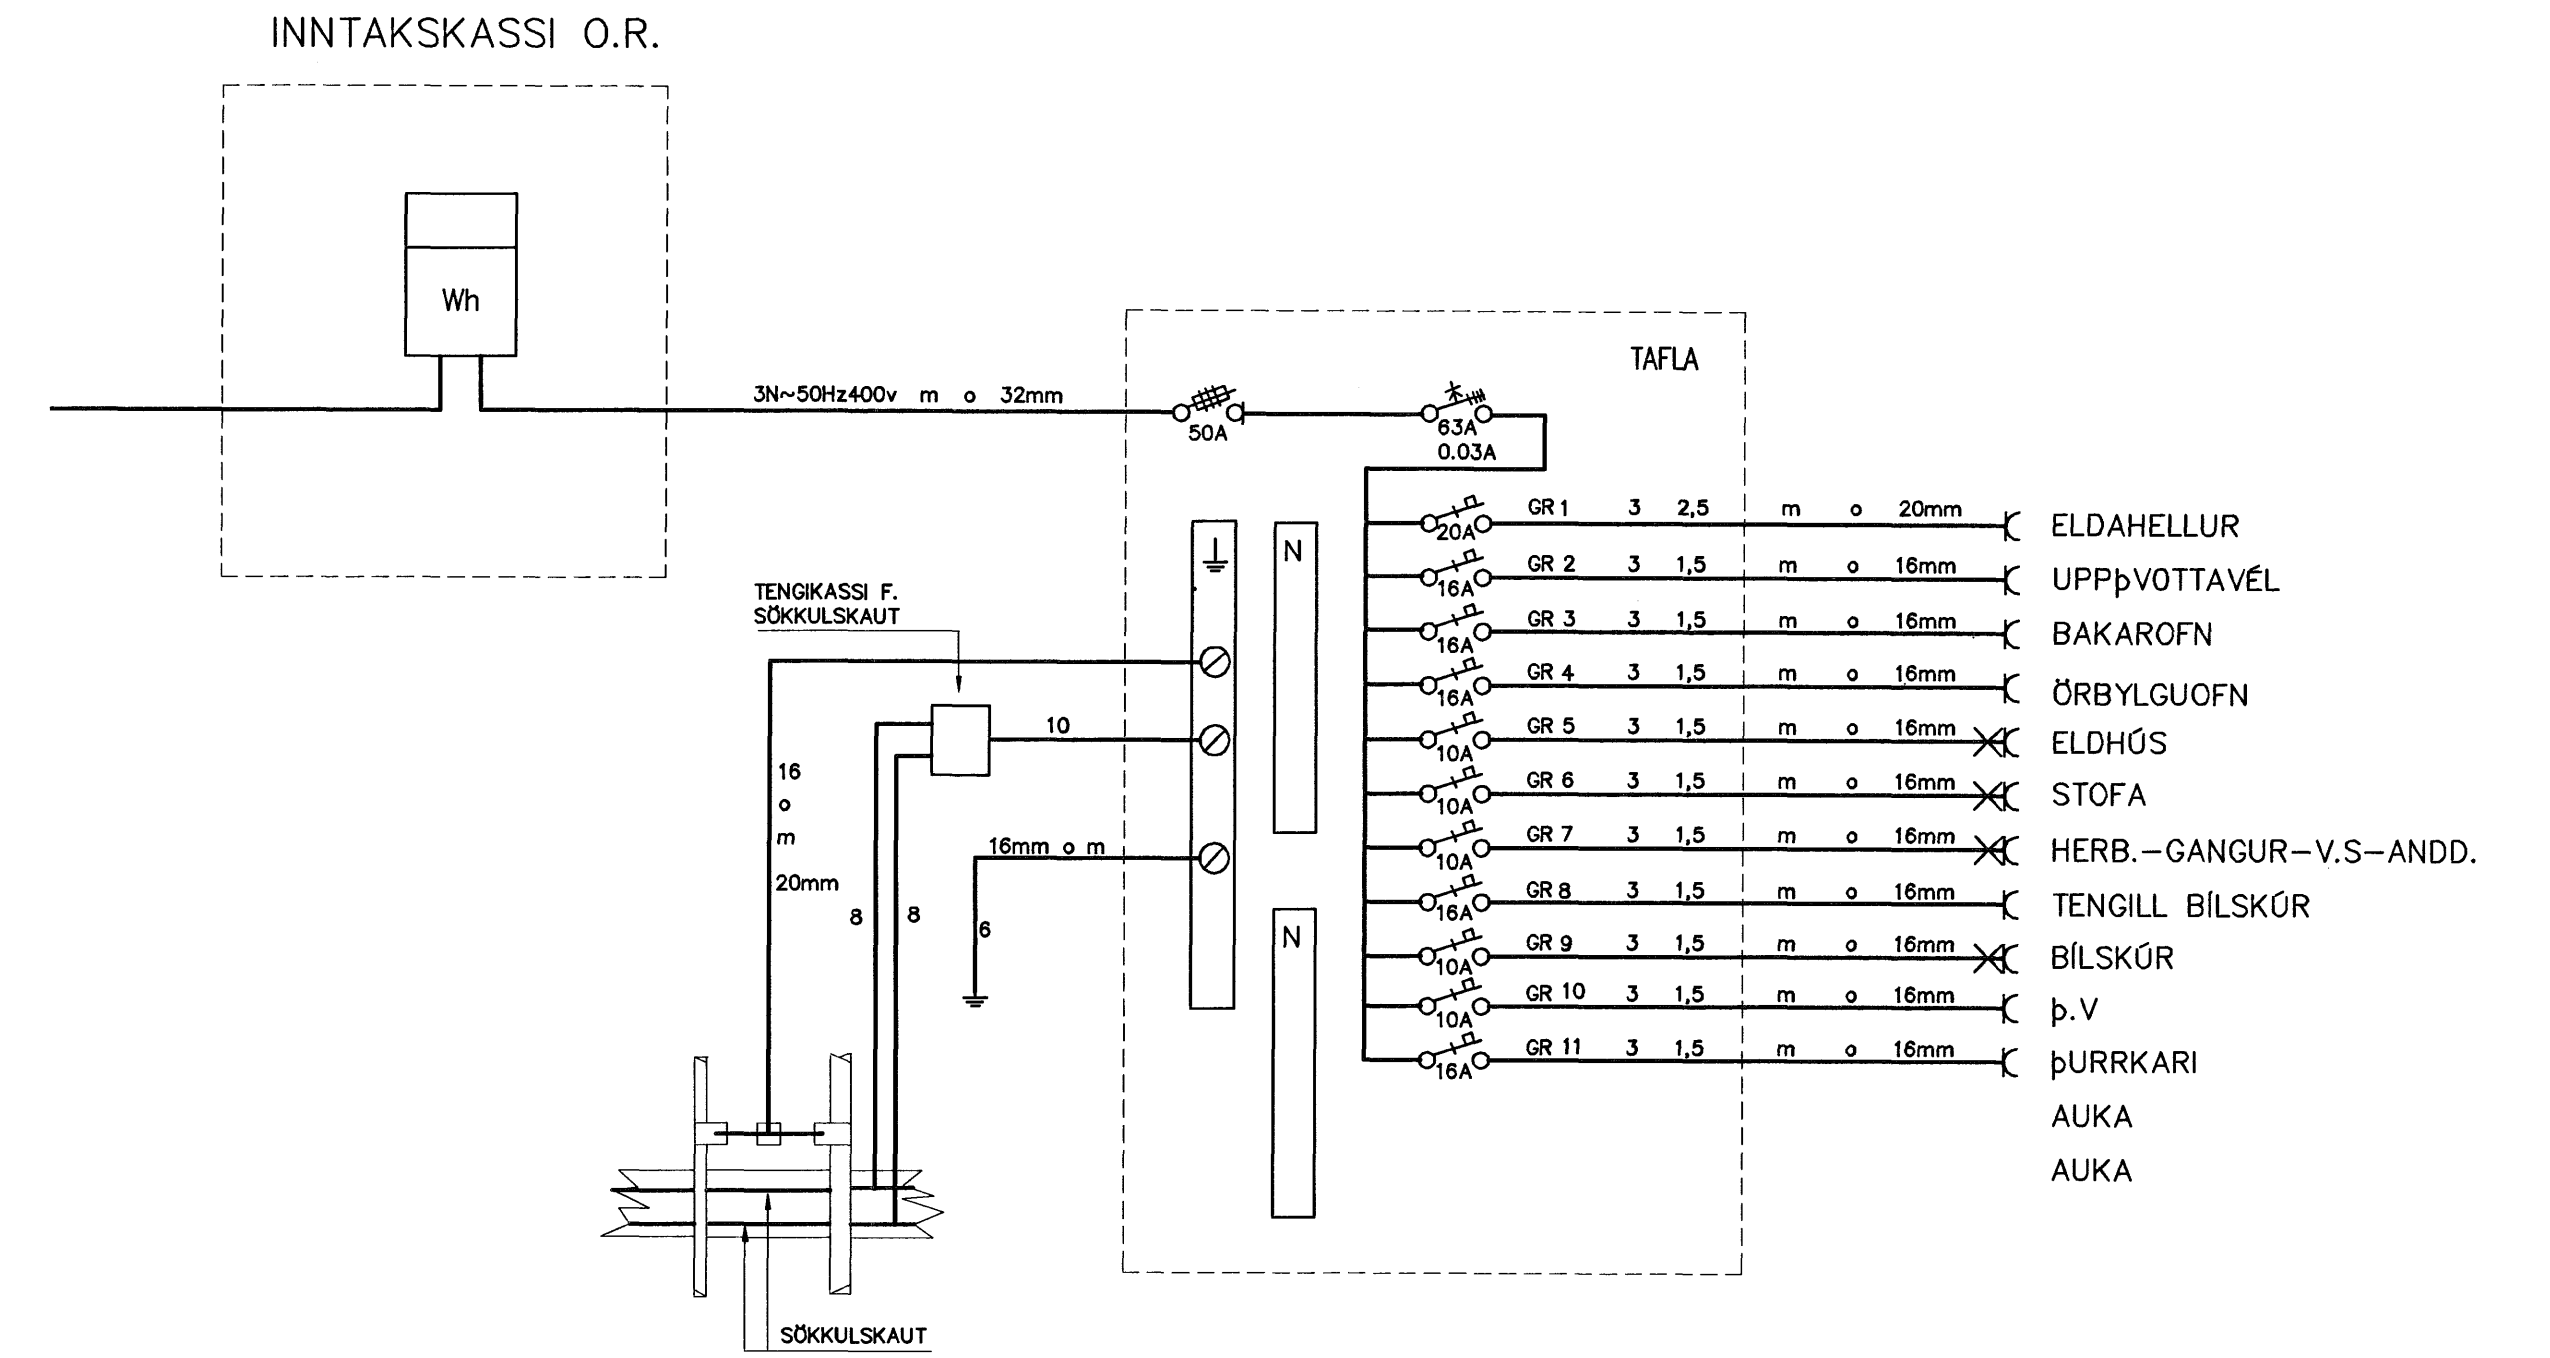 INNTAKSKASSI O.R.
Wh
TAFLA
3N~50Hz400v m o 32mm
50A
63A
0.03A
GR 1 3 2,5 m o 20mm ELDAHELLUR
20A
GR 2 3 1,5 m o 16mm UPPÞVOTTAVÉL
16A
GR 3 3 1,5 m o 16mm BAKAROFN
16A
GR 4 3 1,5 m o 16mm ÖRBYLGUOFN
16A
GR 5 3 1,5 m o 16mm ELDHÚS
10A
GR 6 3 1,5 m o 16mm STOFA
10A
GR 7 3 1,5 m o 16mm HERB.-GANGUR-V.S-ANDD.
10A
GR 8 3 1,5 m o 16mm TENGILL BÍLSKÚR
16A
GR 9 3 1,5 m o 16mm BÍLSKÚR
10A
GR 10 3 1,5 m o 16mm Þ.V
10A
GR 11 3 1,5 m o 16mm ÞURRKARI
16A
AUKA
AUKA
N
N
TENGIKASSI F.
SÖKKULSKAUT
10
16
o
m
20mm
8
8
16mm o m
6
SÖKKULSKAUT